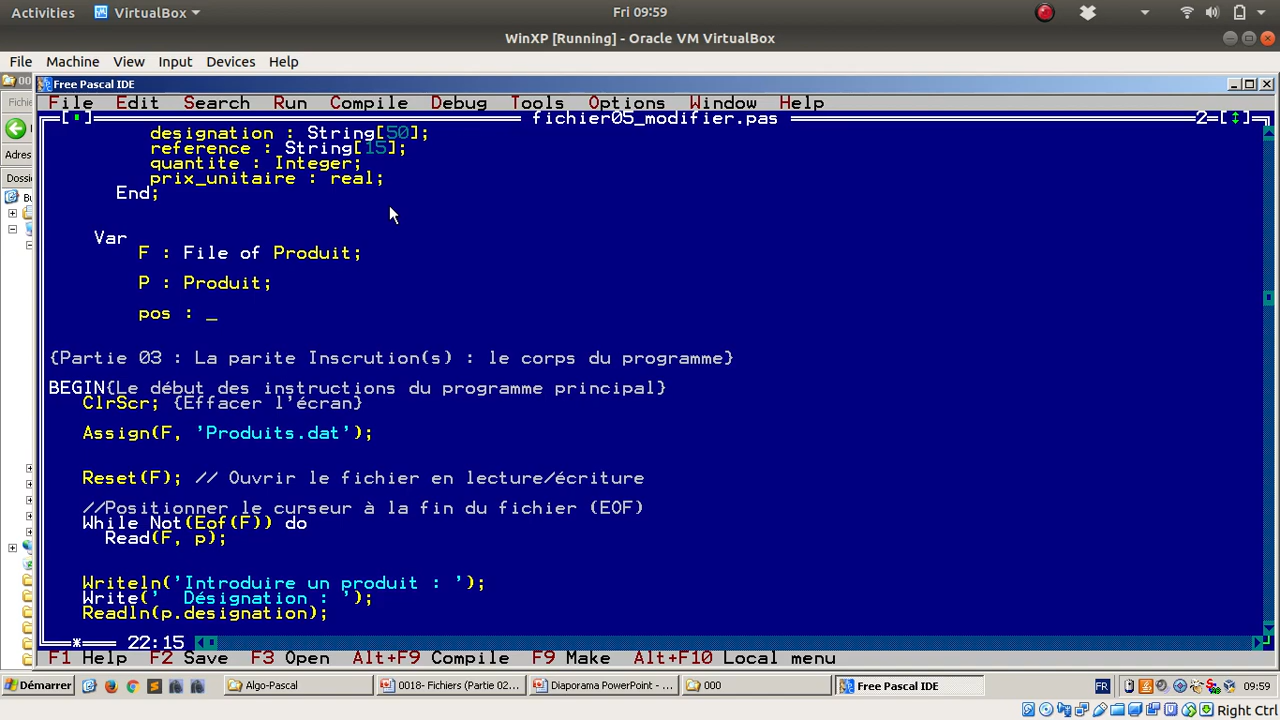 Activities VirtualBox Fri 09:59
WinXP [Running] - Oracle VM VirtualBox
File Machine View Input Devices Help
Free Pascal IDE
File Edit Search Run Compile Debug Tools Options Window Help
fichier05_modifier.pas 2
designation : String[50];
reference : String[15];
quantite : Integer;
prix_unitaire : real;
End;
Var
F : File of Produit;
P : Produit;
pos : _
{Partie 03 : La parite Inscrution(s) : le corps du programme}
BEGIN{Le début des instructions du programme principal}
ClrScr; {Effacer l'écran}
Assign(F, 'Produits.dat');
Reset(F); // Ouvrir le fichier en lecture/écriture
//Positionner le curseur à la fin du fichier (EOF)
While Not(Eof(F)) do
Read(F, p);
Writeln('Introduire un produit : ');
Write('  Désignation : ');
Readln(p.designation);
22:15
F1 Help F2 Save F3 Open Alt+F9 Compile F9 Make Alt+F10 Local menu
Démarrer Algo-Pascal 0018- Fichiers (Partie 02... Diaporama PowerPoint - ... 000 Free Pascal IDE FR 09:59
Right Ctrl